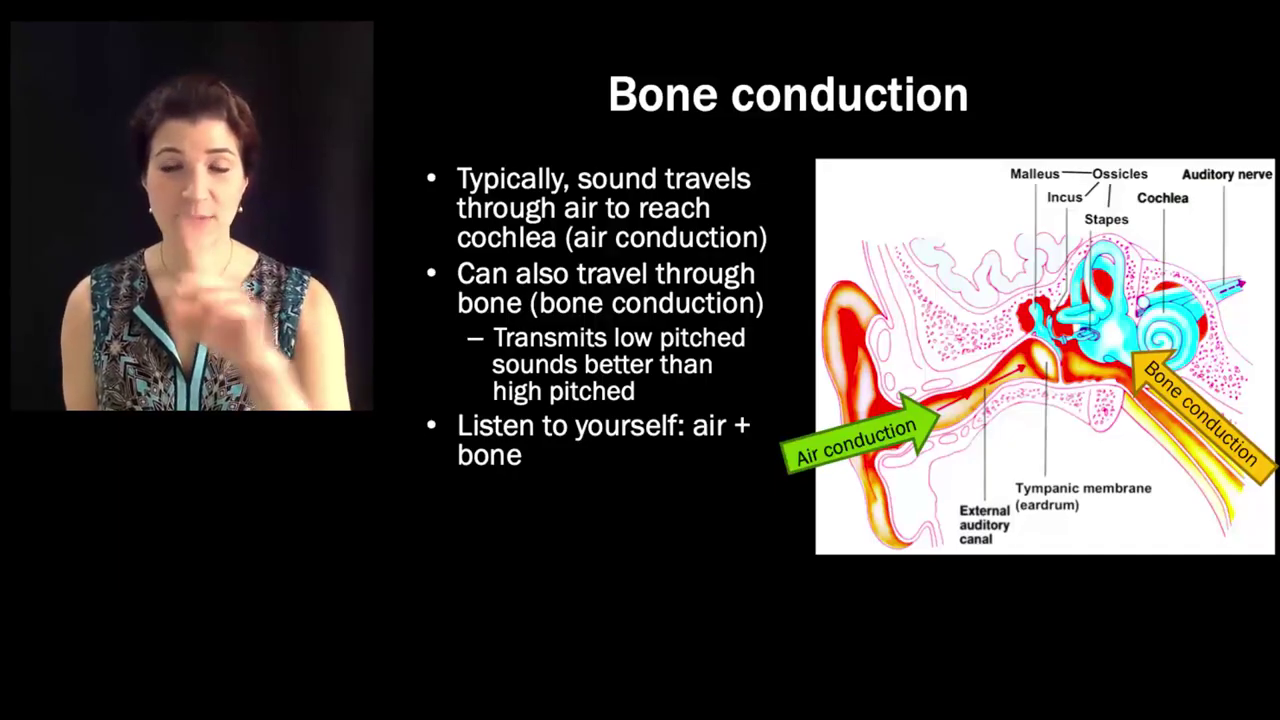 Bone conduction
• Typically, sound travels
through air to reach
cochlea (air conduction)
• Can also travel through
bone (bone conduction)
– Transmits low pitched
sounds better than
high pitched
• Listen to yourself: air +
bone
Malleus
Ossicles
Auditory nerve
Incus
Cochlea
Stapes
Air conduction
Bone conduction
Tympanic membrane
(eardrum)
External
auditory
canal